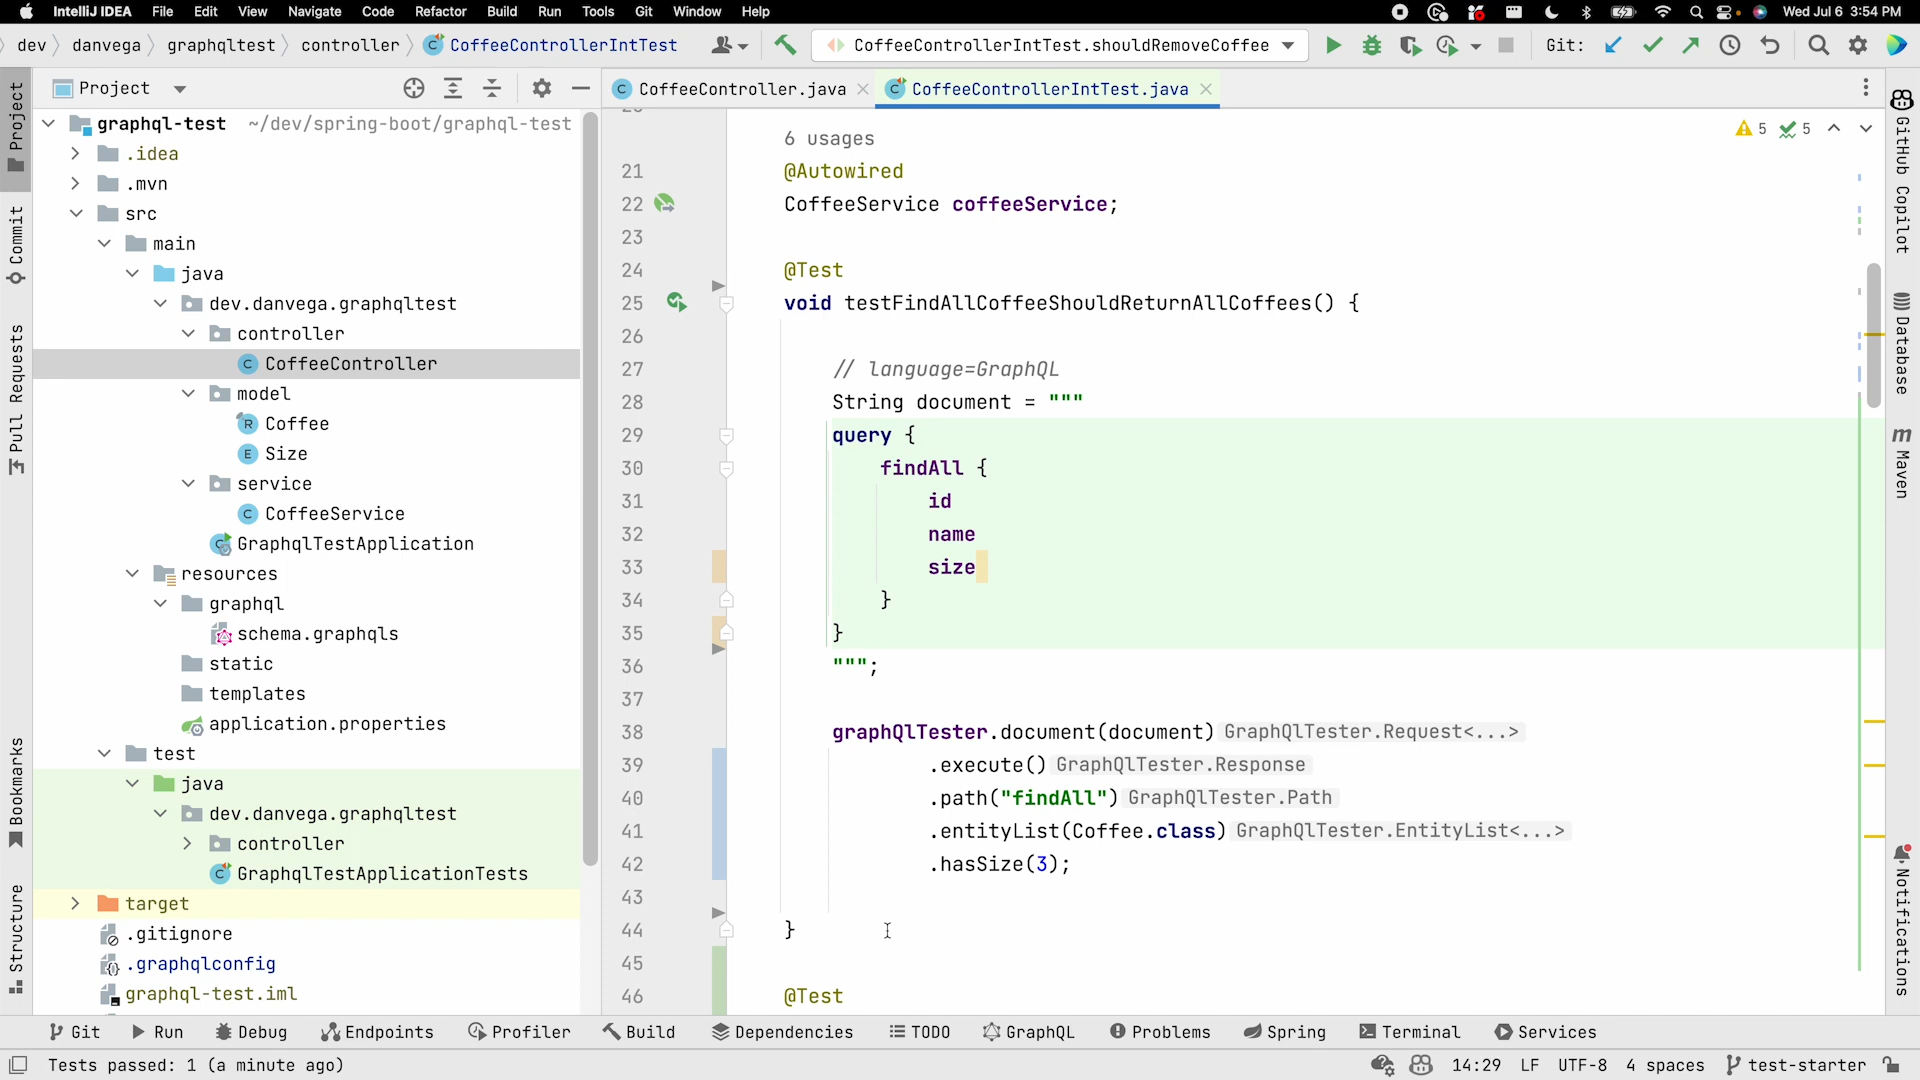 IntelliJ IDEA File Edit View Navigate Code Refactor Build Run Tools Git Window Help Wed Jul 6 3:54 PM
dev danvega graphqltest controller CoffeeControllerIntTest CoffeeControllerIntTest.shouldRemoveCoffee Git:
Project CoffeeController.java CoffeeControllerIntTest.java
Project
Commit
Pull Requests
Bookmarks
Structure
graphql-test ~/dev/spring-boot/graphql-test
.idea
.mvn
src
main
java
dev.danvega.graphqltest
controller
CoffeeController
model
Coffee
Size
service
CoffeeService
GraphqlTestApplication
resources
graphql
schema.graphqls
static
templates
application.properties
test
java
dev.danvega.graphqltest
controller
GraphqlTestApplicationTests
target
.gitignore
.graphqlconfig
graphql-test.iml
6 usages 5 5
21 @Autowired
22 CoffeeService coffeeService;
23
24 @Test
25 void testFindAllCoffeeShouldReturnAllCoffees() {
26
27 // language=GraphQL
28 String document = """
29 query {
30 findAll {
31 id
32 name
33 size
34 }
35 }
36 """;
37
38 graphQlTester.document(document) GraphQlTester.Request<...>
39 .execute() GraphQlTester.Response
40 .path("findAll") GraphQlTester.Path
41 .entityList(Coffee.class) GraphQlTester.EntityList<...>
42 .hasSize(3);
43
44 }
45
46 @Test
GitHub Copilot
Database
Maven
Notifications
Git Run Debug Endpoints Profiler Build Dependencies TODO GraphQL Problems Spring Terminal Services
Tests passed: 1 (a minute ago) 14:29 LF UTF-8 4 spaces test-starter